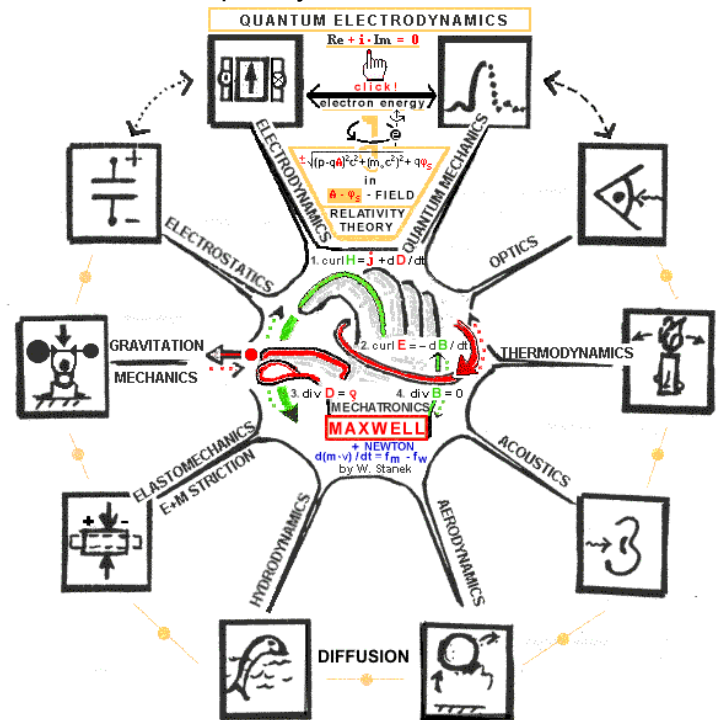 QUANTUM ELECTRODYNAMICS
Re + i·Im = 0
click!
electron energy
ELECTRODYNAMICS
QUANTUM MECHANICS
±√((p-qA)²c²+(m₀c²)²) + qφₛ
in
A - φₛ - FIELD
RELATIVITY
THEORY
ELECTROSTATICS
+
-
OPTICS
1. curl H = j + d D / dt
2. curl E = - d B / dt
GRAVITATION
MECHANICS
THERMODYNAMICS
3. div D = ρ
4. div B = 0
MECHATRONICS
MAXWELL
+ NEWTON
d(m·v) / dt = fm - fw
by W. Stanek
ELASTOMECHANICS
E+M STRICTION
ACOUSTICS
+ -
HYDRODYNAMICS
AERODYNAMICS
DIFFUSION